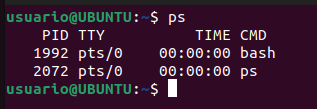 usuario@UBUNTU:~$ ps
    PID TTY          TIME CMD
   1992 pts/0    00:00:00 bash
   2072 pts/0    00:00:00 ps
usuario@UBUNTU:~$